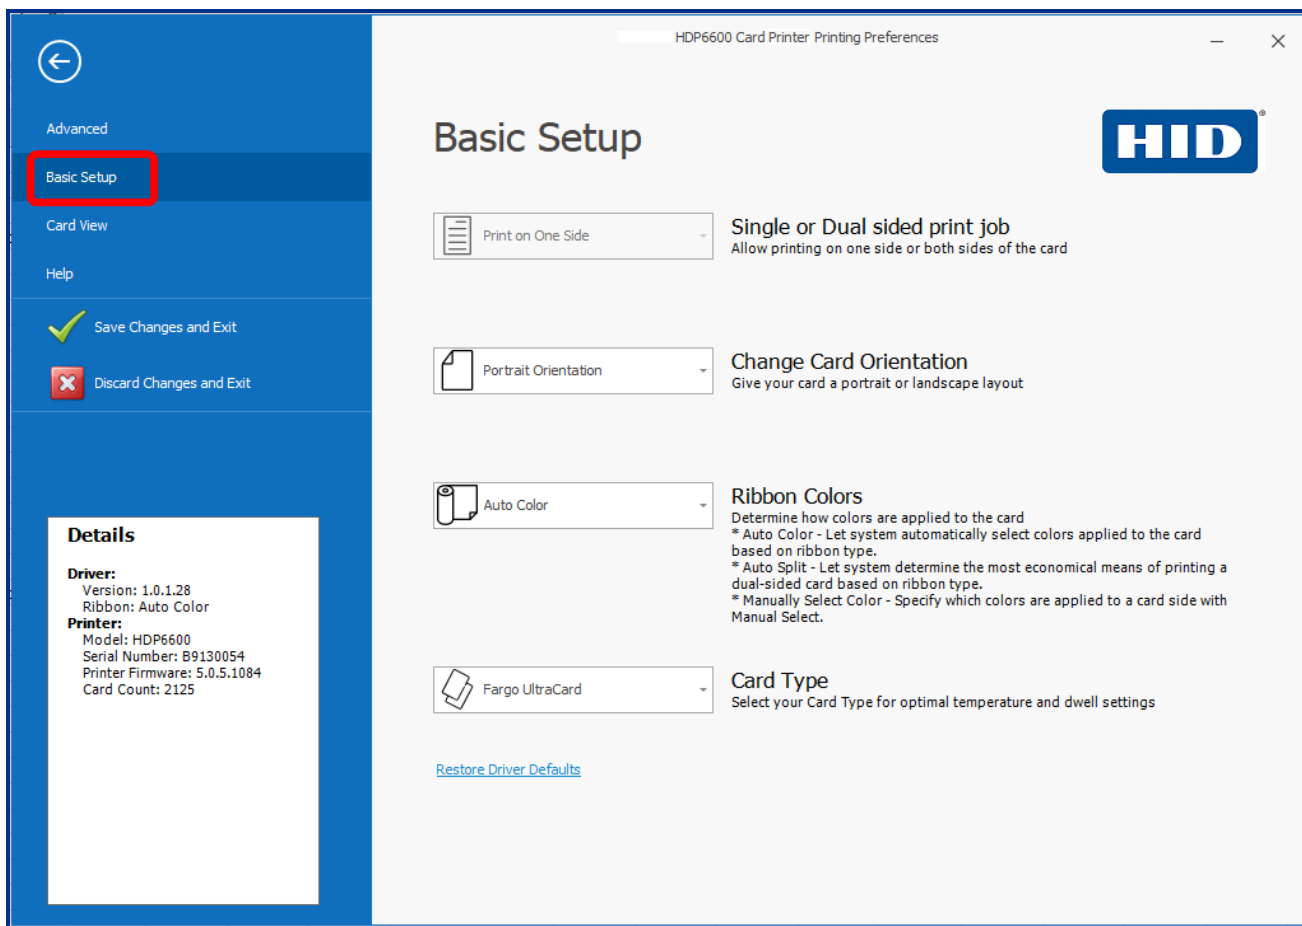 HDP6600 Card Printer Printing Preferences
Advanced
Basic Setup
Card View
Help
Save Changes and Exit
Discard Changes and Exit
Details
Driver:
Version: 1.0.1.28
Ribbon: Auto Color
Printer:
Model: HDP6600
Serial Number: B9130054
Printer Firmware: 5.0.5.1084
Card Count: 2125
Basic Setup
HID®
Print on One Side
Single or Dual sided print job
Allow printing on one side or both sides of the card
Portrait Orientation
Change Card Orientation
Give your card a portrait or landscape layout
Auto Color
Ribbon Colors
Determine how colors are applied to the card
* Auto Color - Let system automatically select colors applied to the card
based on ribbon type.
* Auto Split - Let system determine the most economical means of printing a
dual-sided card based on ribbon type.
* Manually Select Color - Specify which colors are applied to a card side with
Manual Select.
Fargo UltraCard
Card Type
Select your Card Type for optimal temperature and dwell settings
Restore Driver Defaults